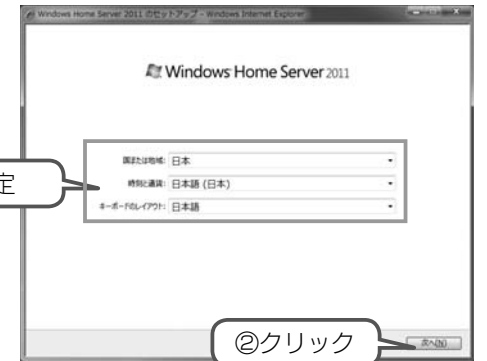 Windows Home Server 2011 のセットアップ - Windows Internet Explorer
Windows Home Server 2011
国または地域: 日本
時刻と通貨: 日本語 (日本)
キーボードのレイアウト: 日本語
定
②クリック
次へ(N)